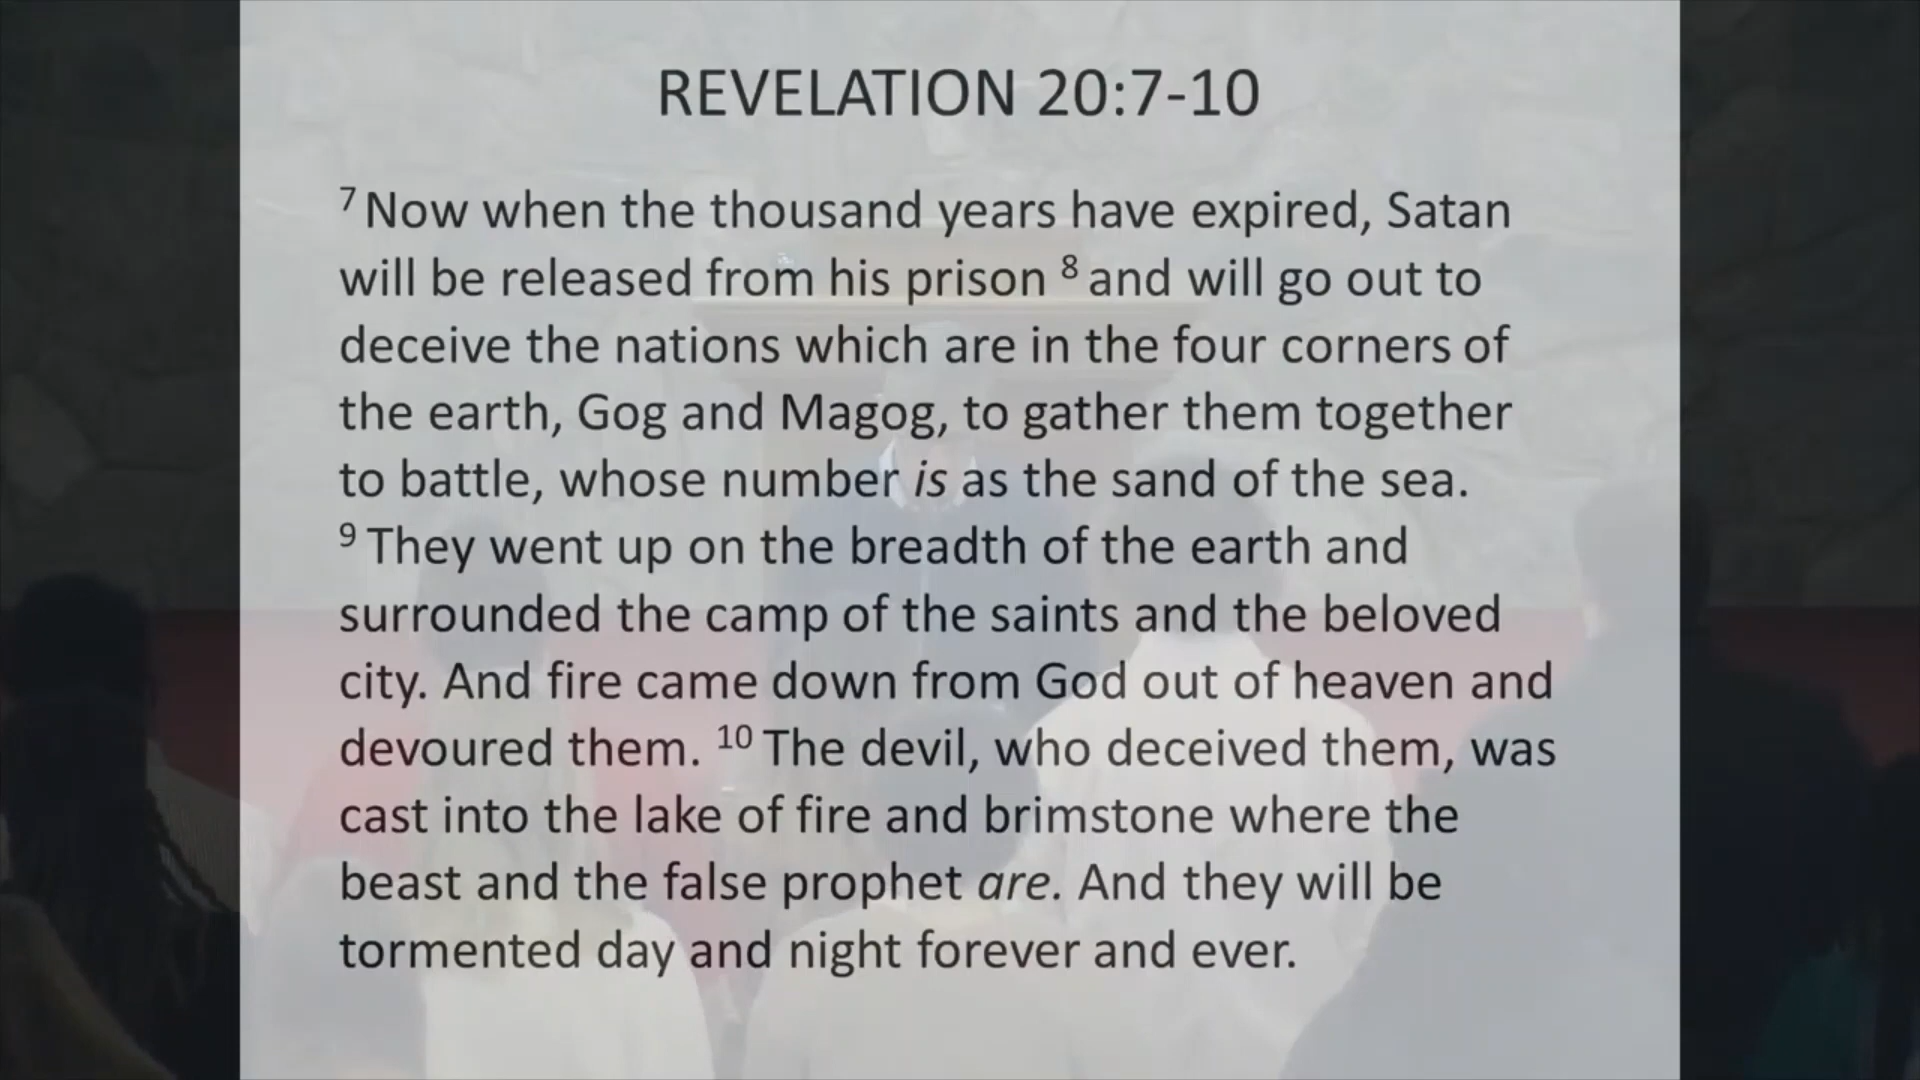 REVELATION 20:7-10
7 Now when the thousand years have expired, Satan
will be released from his prison 8 and will go out to
deceive the nations which are in the four corners of
the earth, Gog and Magog, to gather them together
to battle, whose number is as the sand of the sea.
9 They went up on the breadth of the earth and
surrounded the camp of the saints and the beloved
city. And fire came down from God out of heaven and
devoured them. 10 The devil, who deceived them, was
cast into the lake of fire and brimstone where the
beast and the false prophet are. And they will be
tormented day and night forever and ever.